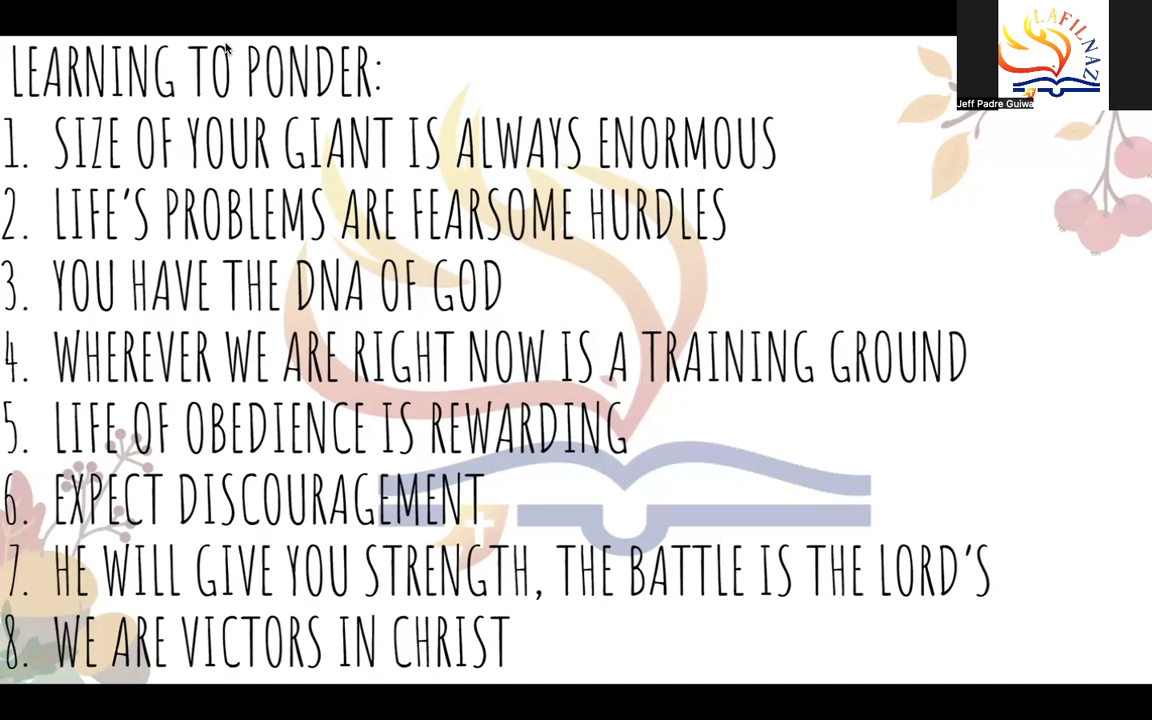 LEARNING TO PONDER:
1. SIZE OF YOUR GIANT IS ALWAYS ENORMOUS
2. LIFE'S PROBLEMS ARE FEARSOME HURDLES
3. YOU HAVE THE DNA OF GOD
4. WHEREVER WE ARE RIGHT NOW IS A TRAINING GROUND
5. LIFE OF OBEDIENCE IS REWARDING
6. EXPECT DISCOURAGEMENT
7. HE WILL GIVE YOU STRENGTH, THE BATTLE IS THE LORD'S
8. WE ARE VICTORS IN CHRIST
LAFILNAZ
Jeff Padre Guiwa